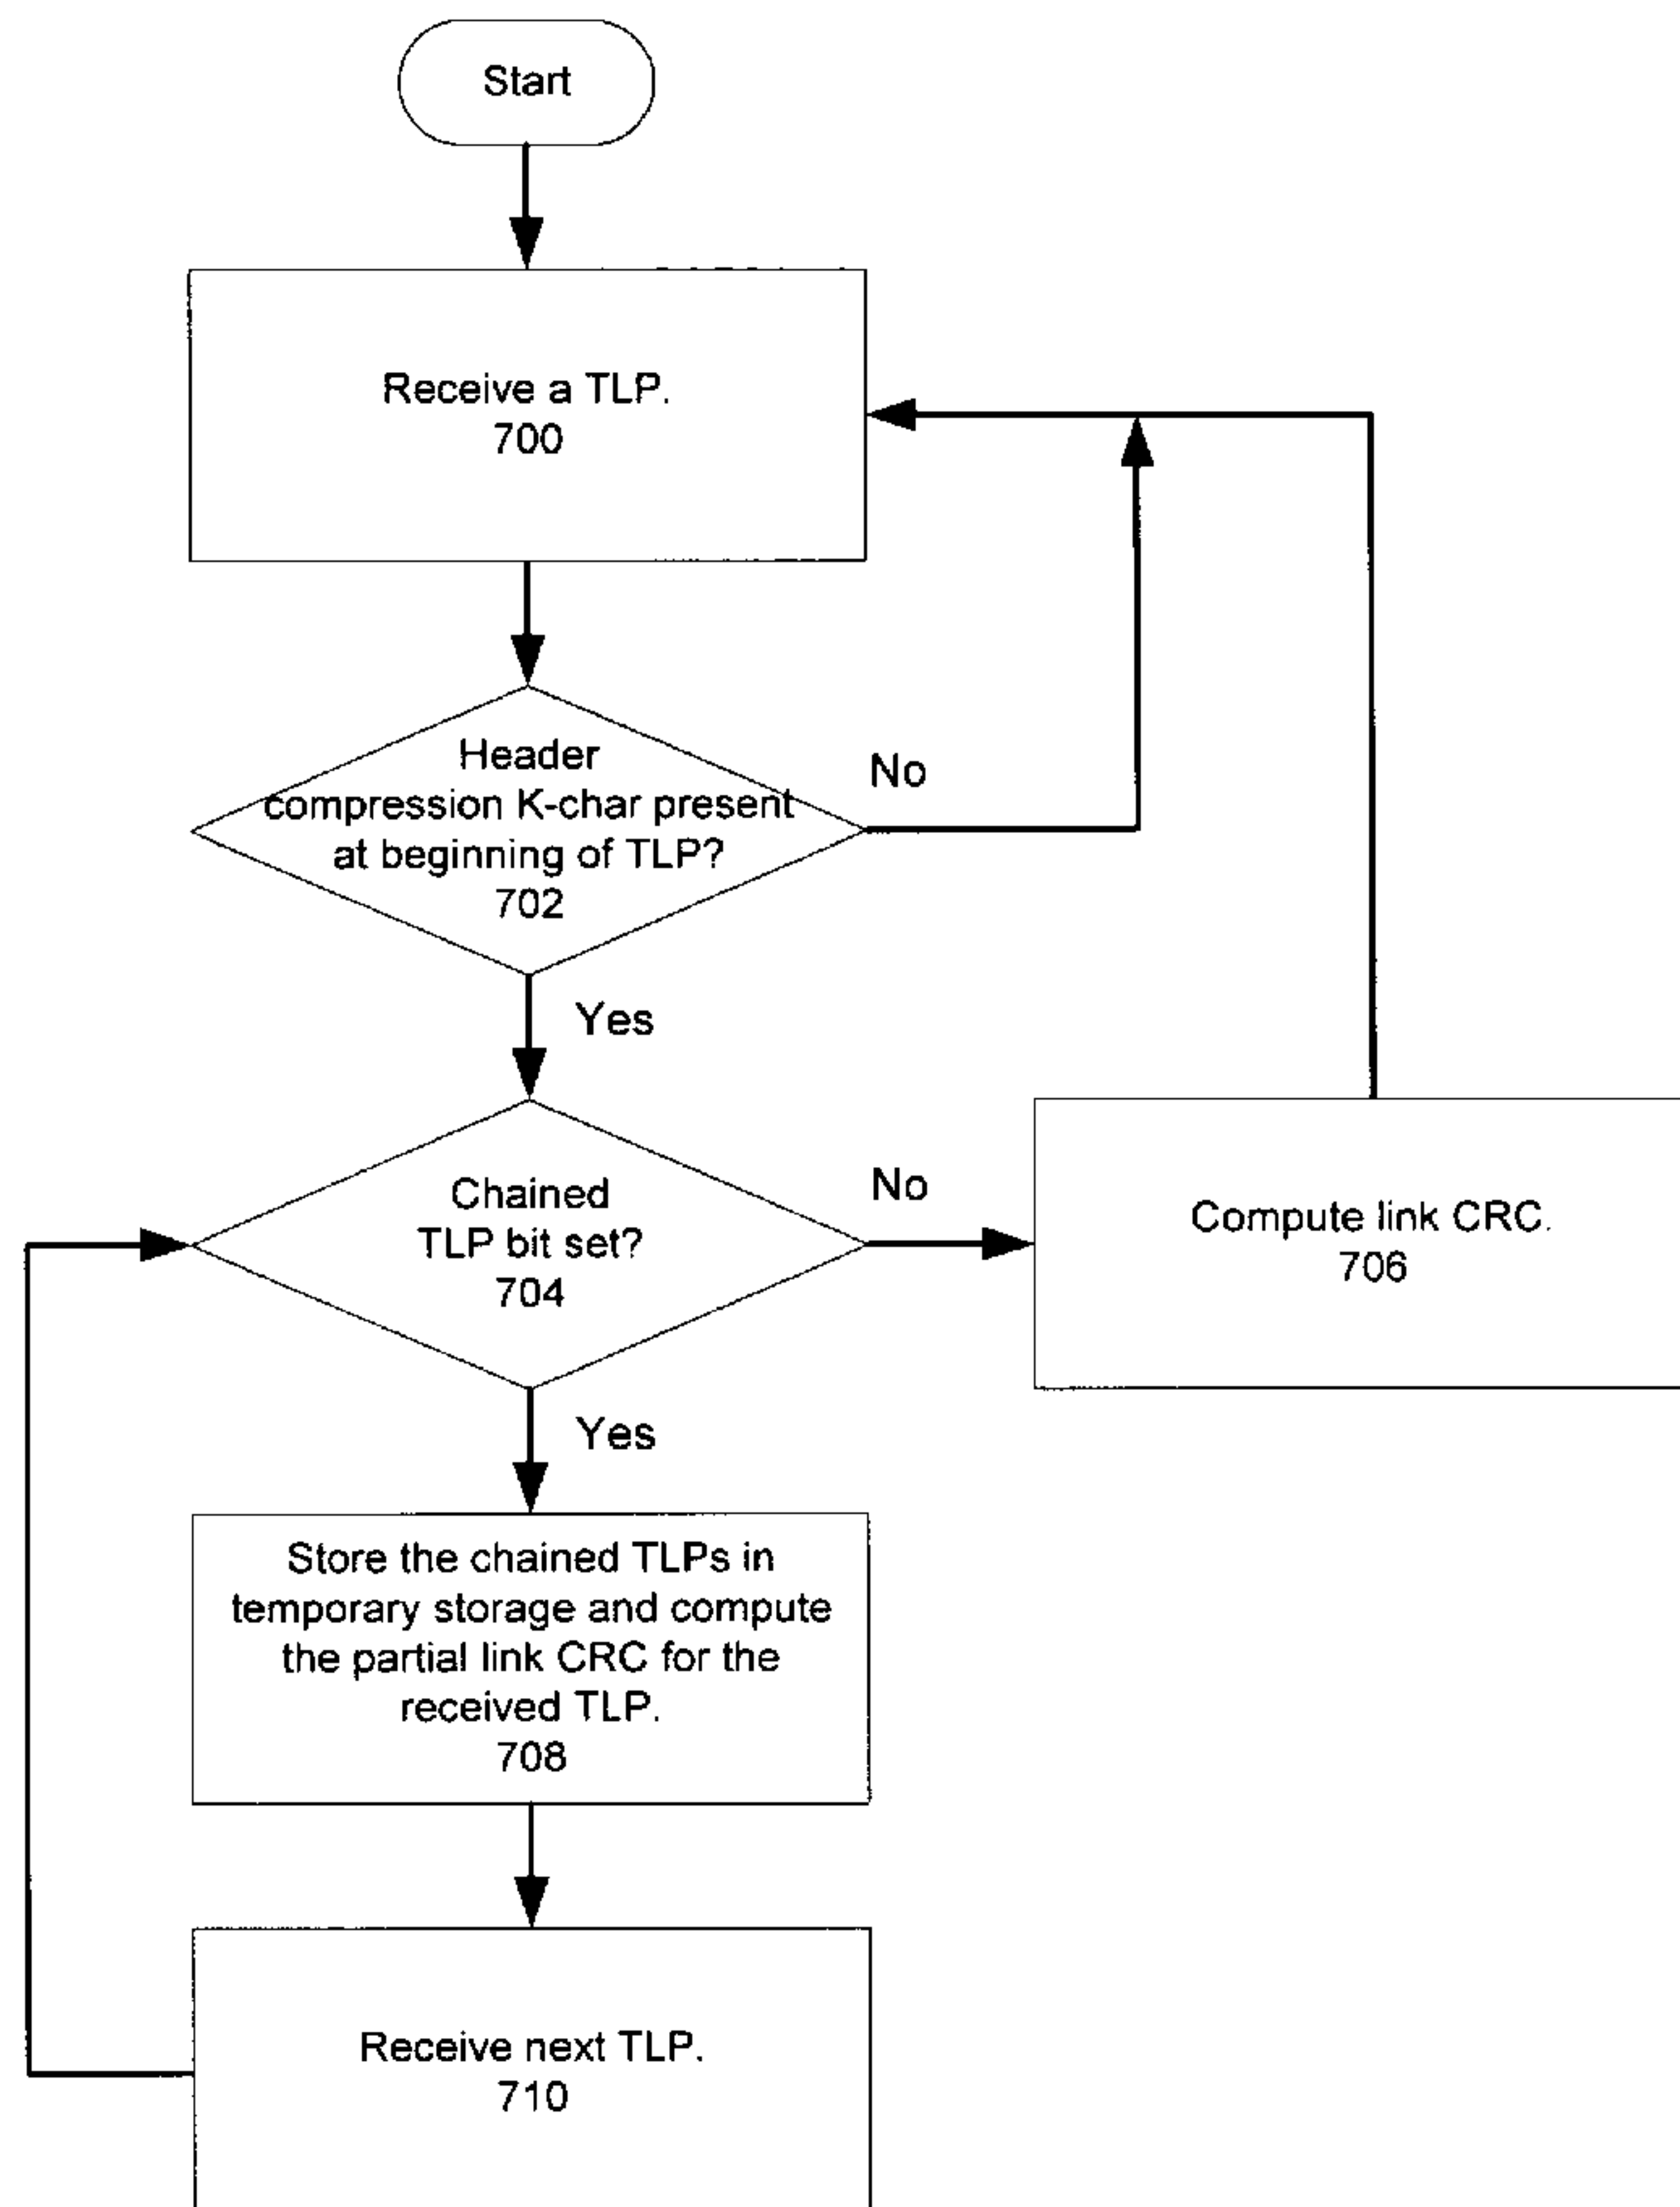 Start
Receive a TLP.
700
Header
compression K-char present
at beginning of TLP?
702
No
Yes
Chained
TLP bit set?
704
No
Compute link CRC.
706
Yes
Store the chained TLPs in
temporary storage and compute
the partial link CRC for the
received TLP.
708
Receive next TLP.
710